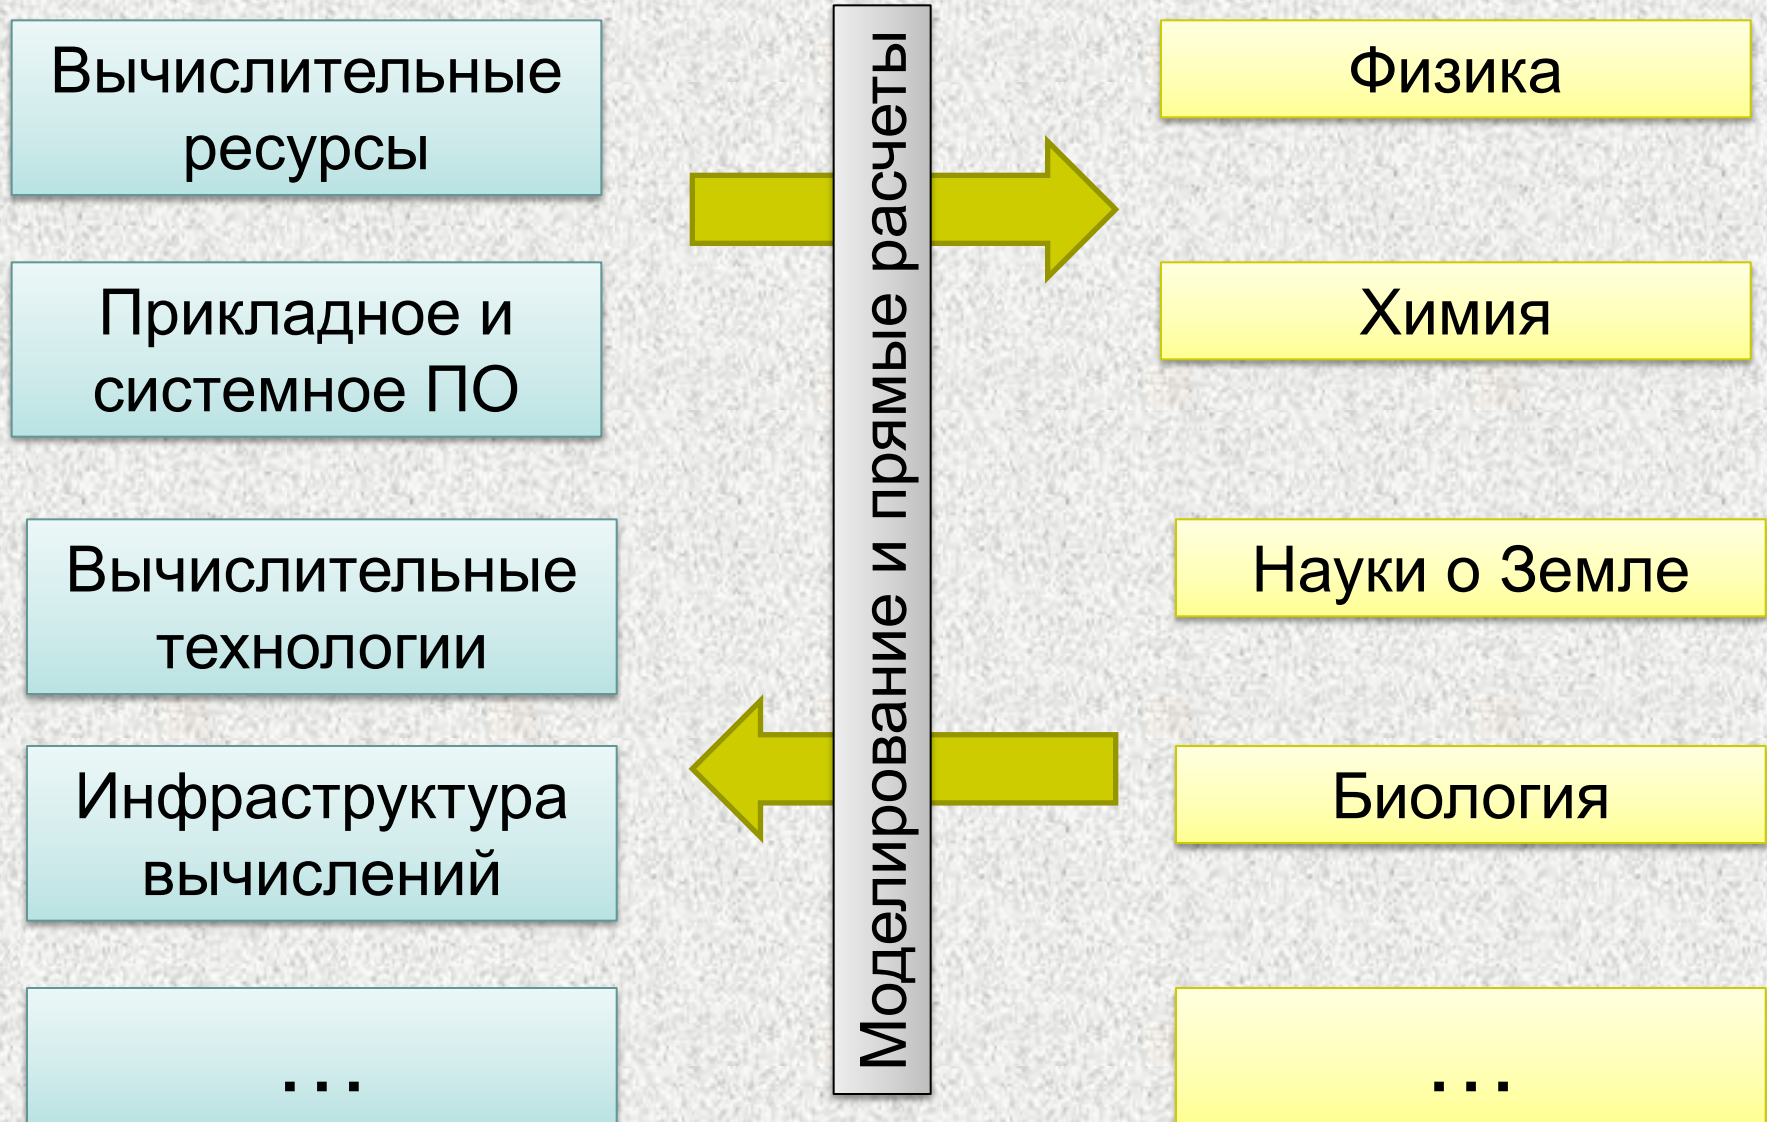 Вычислительные
ресурсы
Прикладное и
системное ПО
Вычислительные
технологии
Инфраструктура
вычислений
...
Моделирование и прямые расчеты
Физика
Химия
Науки о Земле
Биология
...